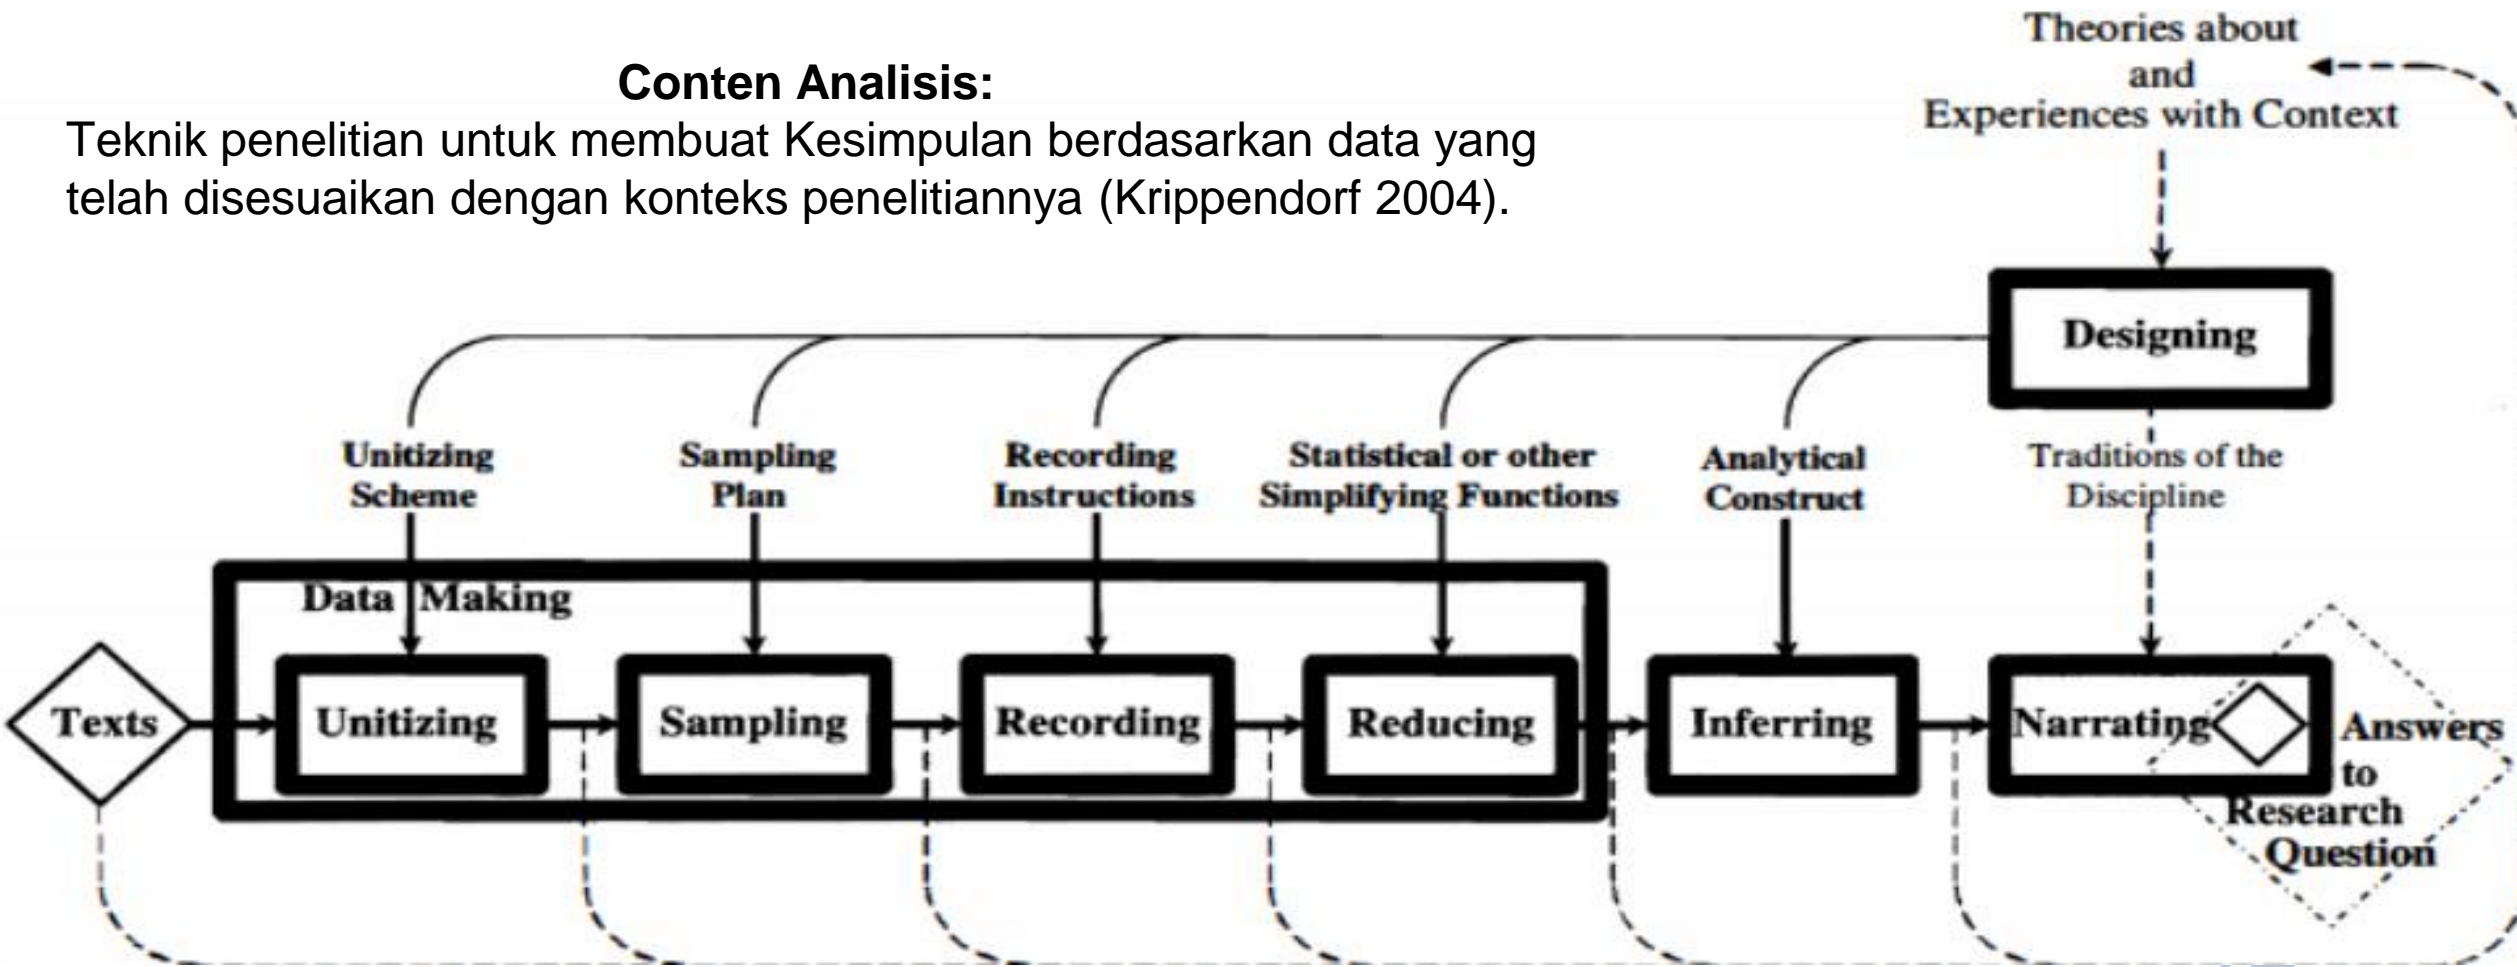 Theories about
and
Experiences with Context
Conten Analisis:
Teknik penelitian untuk membuat Kesimpulan berdasarkan data yang
telah disesuaikan dengan konteks penelitiannya (Krippendorf 2004).
Designing
Unitizing
Scheme
Sampling
Plan
Recording
Instructions
Statistical or other
Simplifying Functions
Analytical
Construct
Traditions of the
Discipline
Data Making
Texts
Unitizing
Sampling
Recording
Reducing
Inferring
Narrating
Answers
to
Research
Question